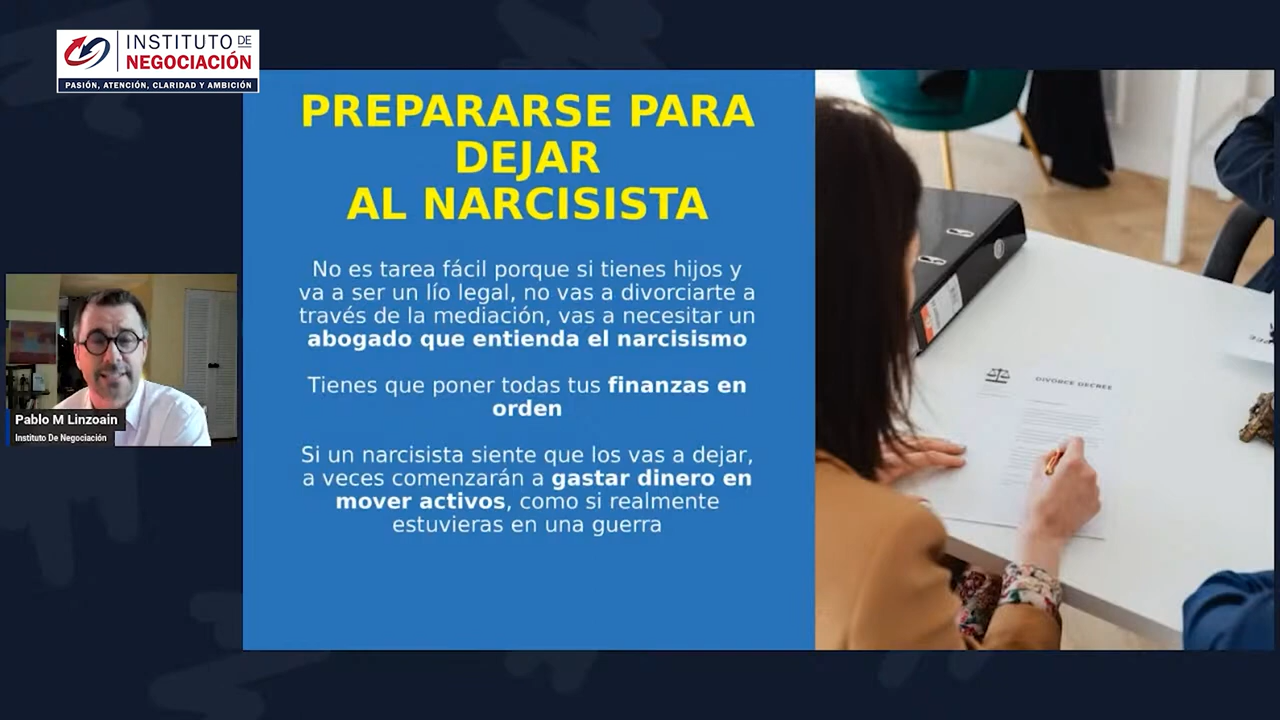 INSTITUTO DE
NEGOCIACIÓN
PASIÓN, ATENCIÓN, CLARIDAD Y AMBICIÓN
PREPARARSE PARA
DEJAR
AL NARCISISTA
No es tarea fácil porque si tienes hijos y
va a ser un lío legal, no vas a divorciarte a
través de la mediación, vas a necesitar un
abogado que entienda el narcisismo
Tienes que poner todas tus finanzas en
orden
Si un narcisista siente que los vas a dejar,
a veces comenzarán a gastar dinero en
mover activos, como si realmente
estuvieras en una guerra
Pablo M Linzoain
Instituto De Negociación
DIVORCE DECREE